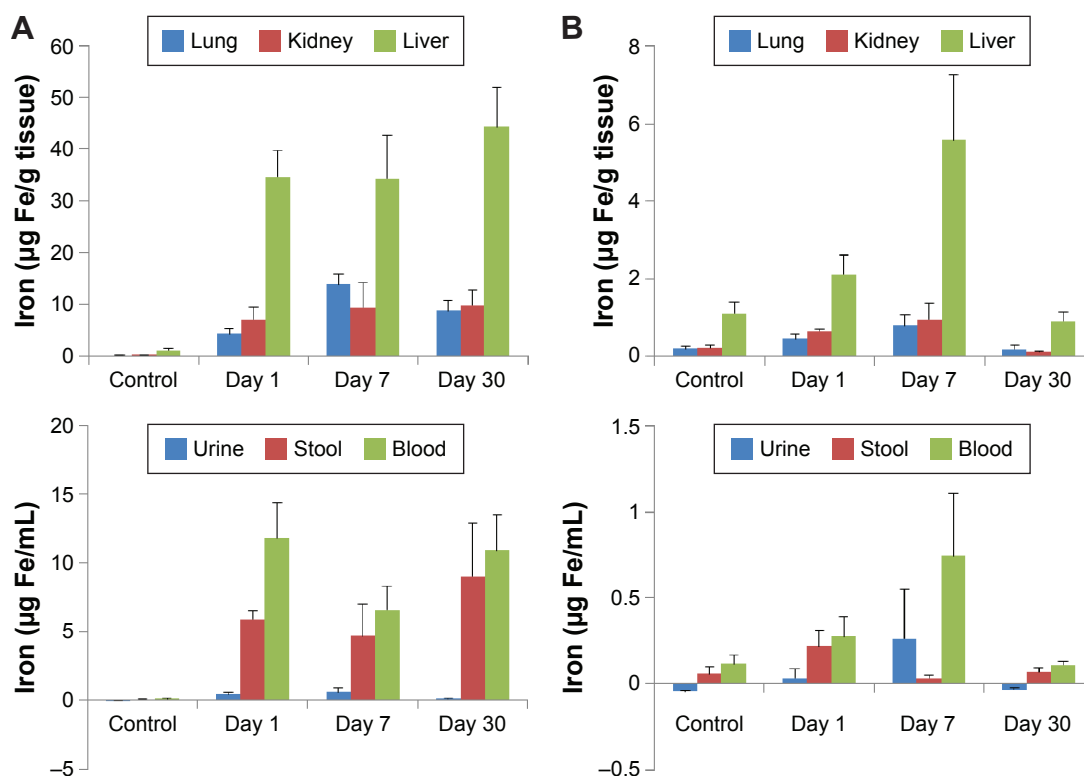 A
Iron (µg Fe/g tissue)
60
50
40
30
20
10
0
Lung Kidney Liver
Control Day 1 Day 7 Day 30
B
Iron (µg Fe/g tissue)
8
6
4
2
0
Lung Kidney Liver
Control Day 1 Day 7 Day 30
Iron (µg Fe/mL)
20
15
10
5
0
–5
Urine Stool Blood
Control Day 1 Day 7 Day 30
Iron (µg Fe/mL)
1.5
1
0.5
0
–0.5
Urine Stool Blood
Control Day 1 Day 7 Day 30